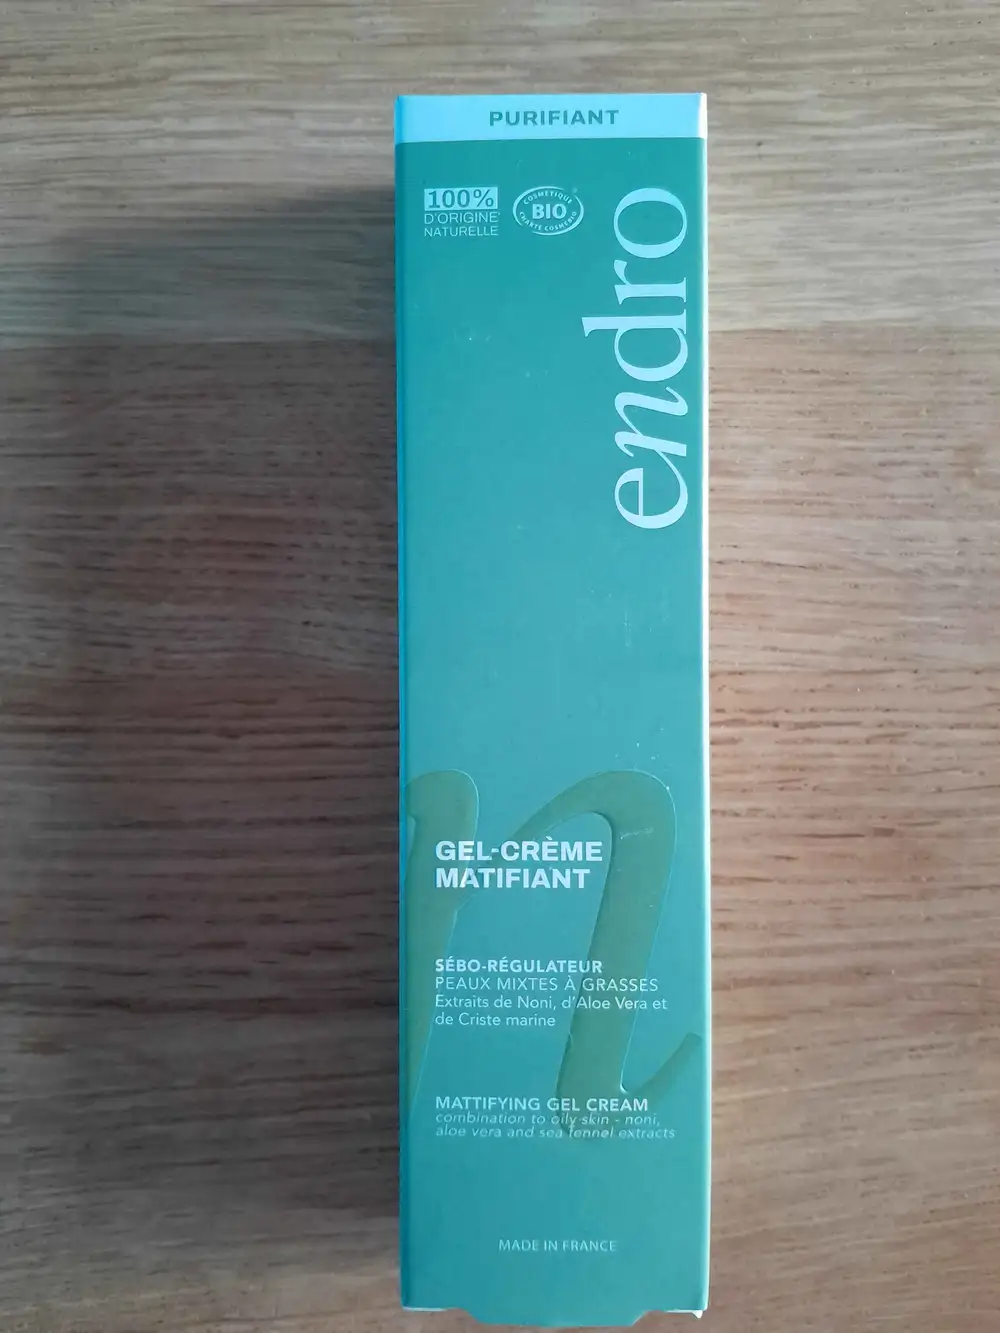 PURIFIANT
100%
D'ORIGINE
NATURELLE
COSMETIQUE
BIO
CHARTE COSMEBIO
endro
GEL-CRÈME
MATIFIANT
SÉBO-RÉGULATEUR
PEAUX MIXTES À GRASSES
Extraits de Noni, d'Aloe Vera et
de Criste marine
MATTIFYING GEL CREAM
combination to oily skin - noni,
aloe vera and sea fennel extracts
MADE IN FRANCE